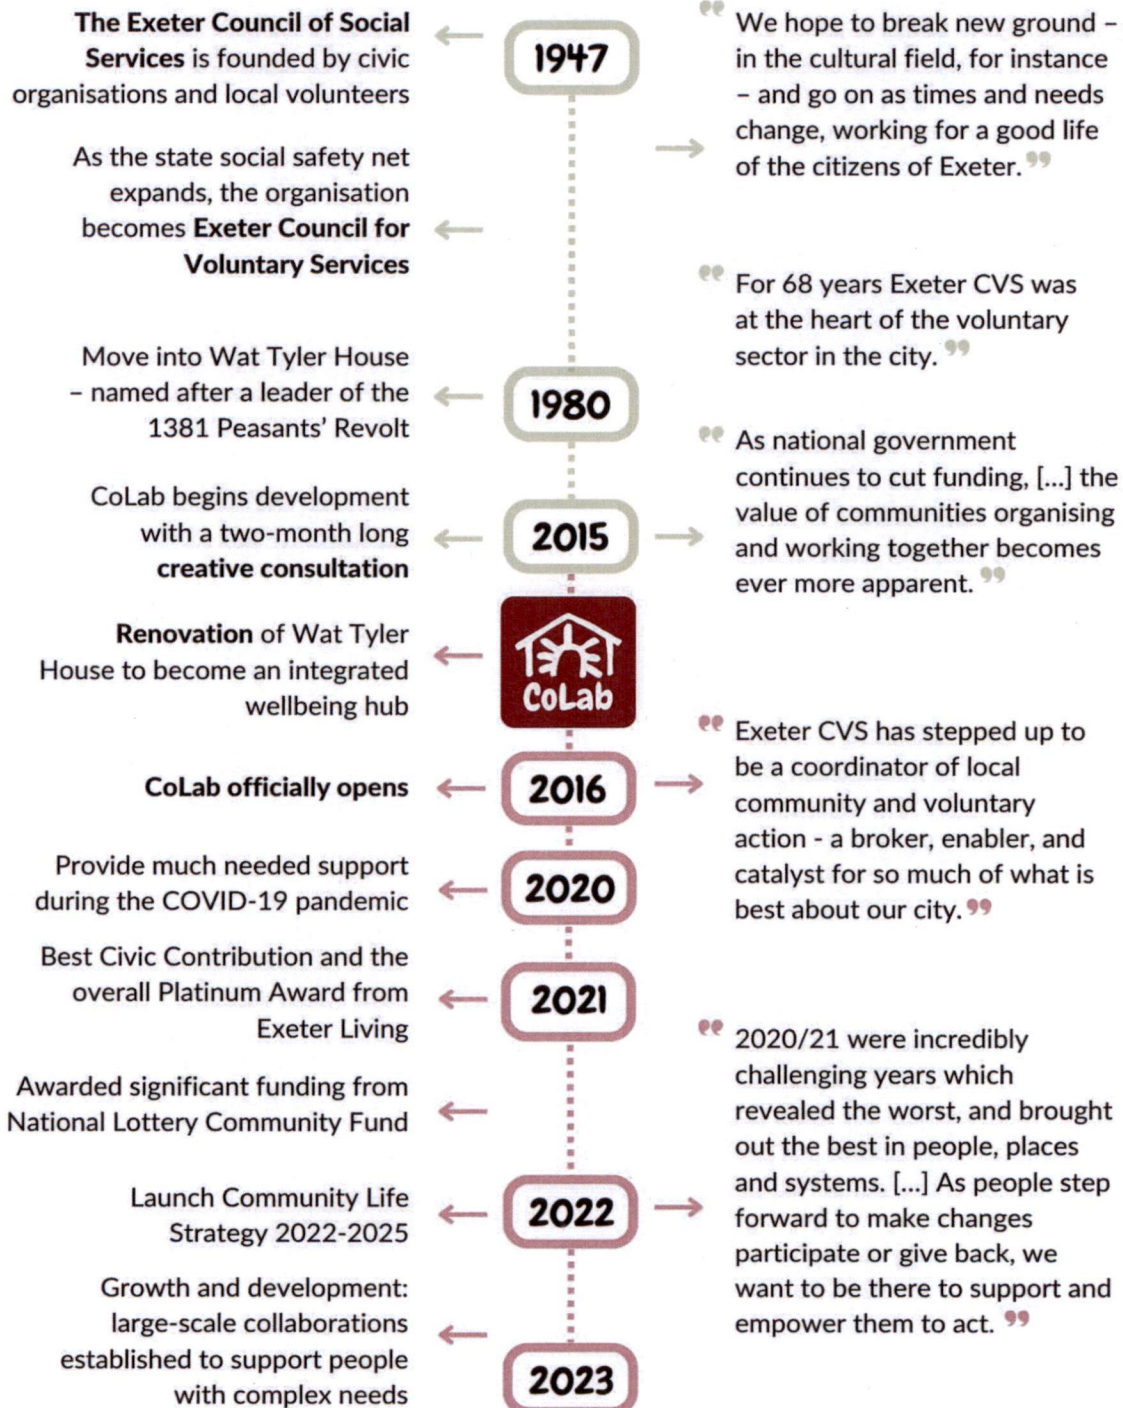 The Exeter Council of Social
Services is founded by civic
organisations and local volunteers
1947
❝ We hope to break new ground –
in the cultural field, for instance
– and go on as times and needs
change, working for a good life
of the citizens of Exeter. ❞
As the state social safety net
expands, the organisation
becomes Exeter Council for
Voluntary Services
❝ For 68 years Exeter CVS was
at the heart of the voluntary
sector in the city. ❞
Move into Wat Tyler House
– named after a leader of the
1381 Peasants' Revolt
1980
CoLab begins development
with a two-month long
creative consultation
2015
❝ As national government
continues to cut funding, [...] the
value of communities organising
and working together becomes
ever more apparent. ❞
Renovation of Wat Tyler
House to become an integrated
wellbeing hub
CoLab
CoLab officially opens
2016
❝ Exeter CVS has stepped up to
be a coordinator of local
community and voluntary
action - a broker, enabler, and
catalyst for so much of what is
best about our city. ❞
Provide much needed support
during the COVID-19 pandemic
2020
Best Civic Contribution and the
overall Platinum Award from
Exeter Living
2021
Awarded significant funding from
National Lottery Community Fund
Launch Community Life
Strategy 2022-2025
2022
❝ 2020/21 were incredibly
challenging years which
revealed the worst, and brought
out the best in people, places
and systems. [...] As people step
forward to make changes
participate or give back, we
want to be there to support and
empower them to act. ❞
Growth and development:
large-scale collaborations
established to support people
with complex needs
2023